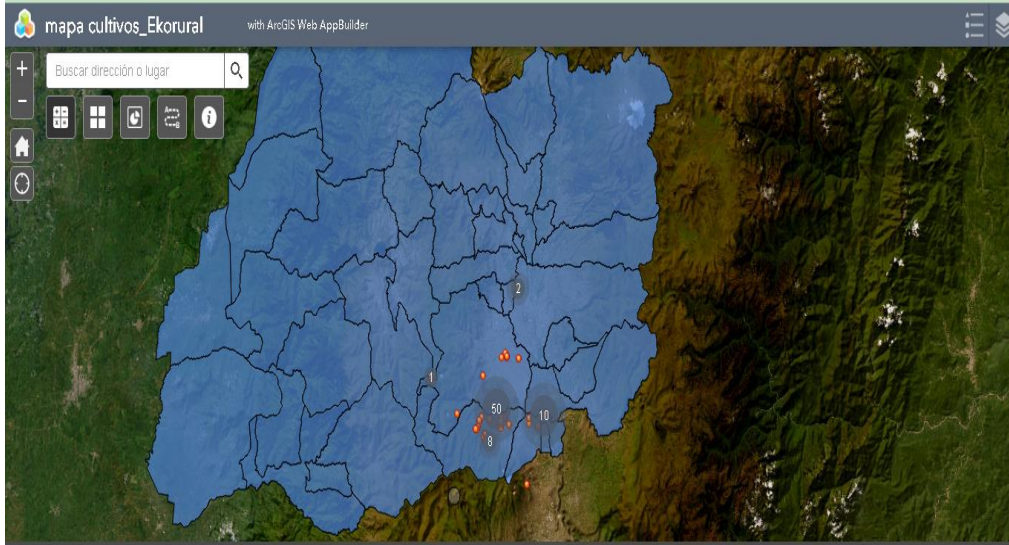 mapa cultivos_Ekorural
with ArcGIS Web AppBuilder
+
Buscar dirección o lugar
-
2
1
50
10
8